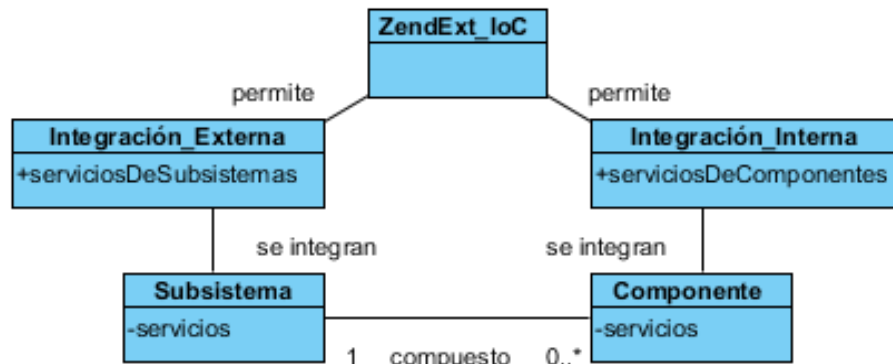 ZendExt_IoC
permite
permite
Integración_Externa
+serviciosDeSubsistemas
Integración_Interna
+serviciosDeComponentes
se integran
se integran
Subsistema
-servicios
Componente
-servicios
1 compuesto 0..*